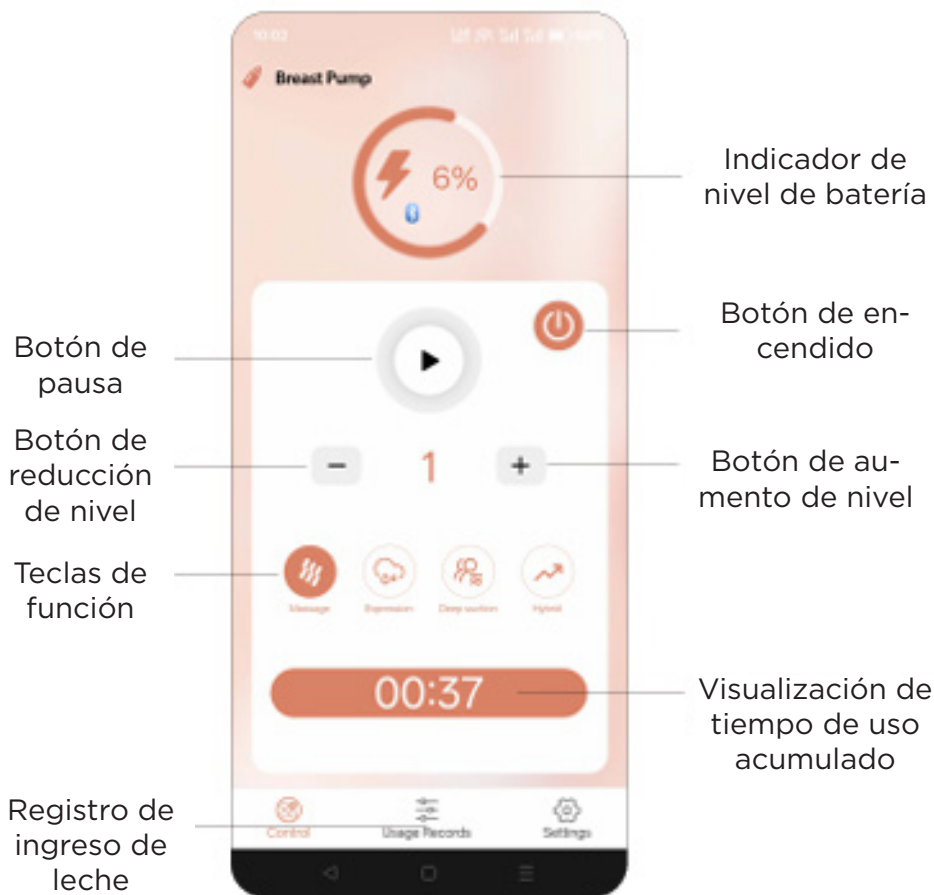 10:02
Breast Pump
6%
Indicador de
nivel de batería
Botón de en-
cendido
Botón de
pausa
Botón de
reducción
de nivel
1
Botón de au-
mento de nivel
Teclas de
función
Massage Expression Deep suction Hybrid
00:37
Visualización de
tiempo de uso
acumulado
Registro de
ingreso de
leche
Control Usage Records Settings